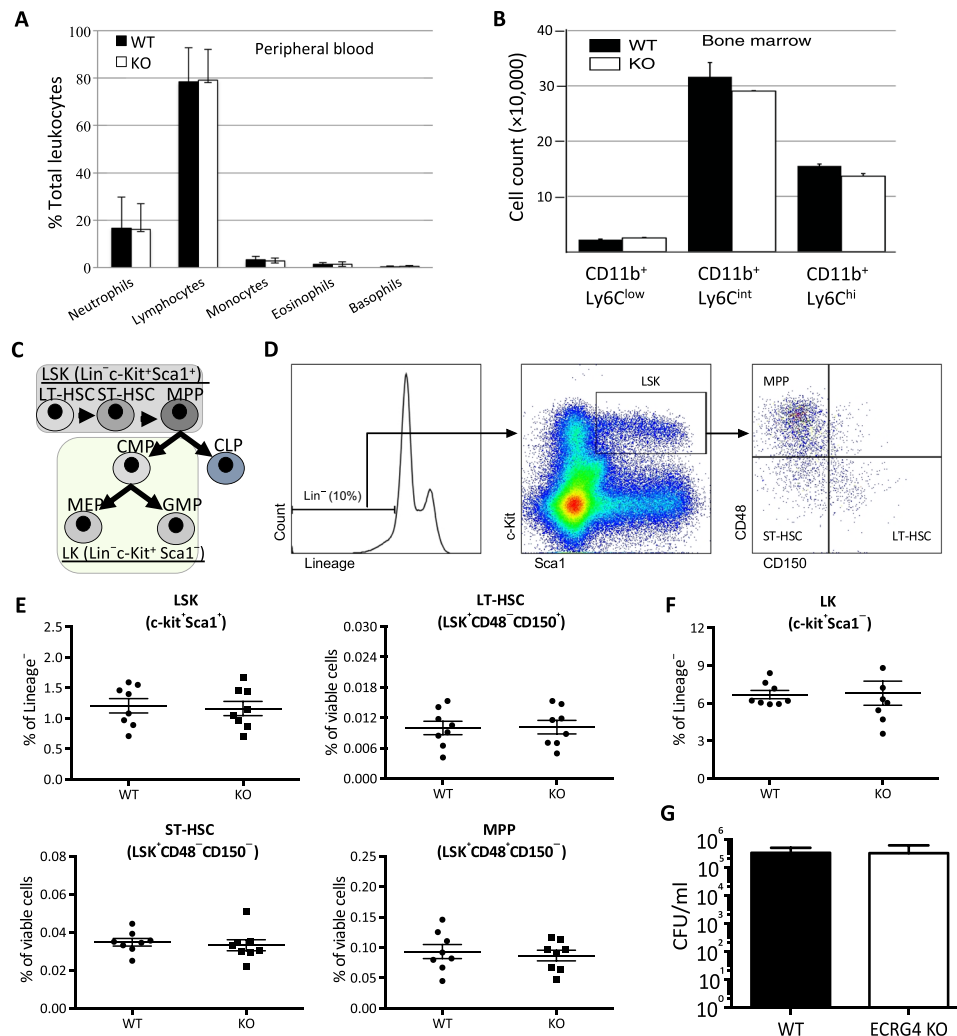 A
% Total leukocytes
100
80
60
40
20
0
WT
KO
Peripheral blood
Neutrophils
Lymphocytes
Monocytes
Eosinophils
Basophils
B
Cell count (×10,000)
40
30
20
10
WT
KO
Bone marrow
CD11b⁺ Ly6C^low
CD11b⁺ Ly6C^int
CD11b⁺ Ly6C^hi
C
LSK (Lin⁻c-Kit⁺Sca1⁺)
LT-HSC ST-HSC MPP
CMP CLP
MEP GMP
LK (Lin⁻c-Kit⁺ Sca1⁻)
D
Count
Lin⁻ (10%)
Lineage
c-Kit
LSK
Sca1
CD48
MPP
ST-HSC LT-HSC
CD150
E
LSK
(c-kit⁺Sca1⁺)
% of Lineage⁻
2.5
2.0
1.5
1.0
0.5
0.0
WT KO
LT-HSC
(LSK⁺CD48⁻CD150⁺)
% of viable cells
0.030
0.024
0.018
0.012
0.006
0.000
WT KO
F
LK
(c-kit⁺Sca1⁻)
% of Lineage⁻
12
9
6
3
0
WT KO
ST-HSC
(LSK⁺CD48⁻CD150⁻)
% of viable cells
0.08
0.06
0.04
0.02
0.00
WT KO
MPP
(LSK⁺CD48⁺CD150⁻)
% of viable cells
0.25
0.20
0.15
0.10
0.05
0.00
WT KO
G
CFU/ml
10⁶
10⁵
10⁴
10³
10²
10¹
10⁰
10
WT ECRG4 KO